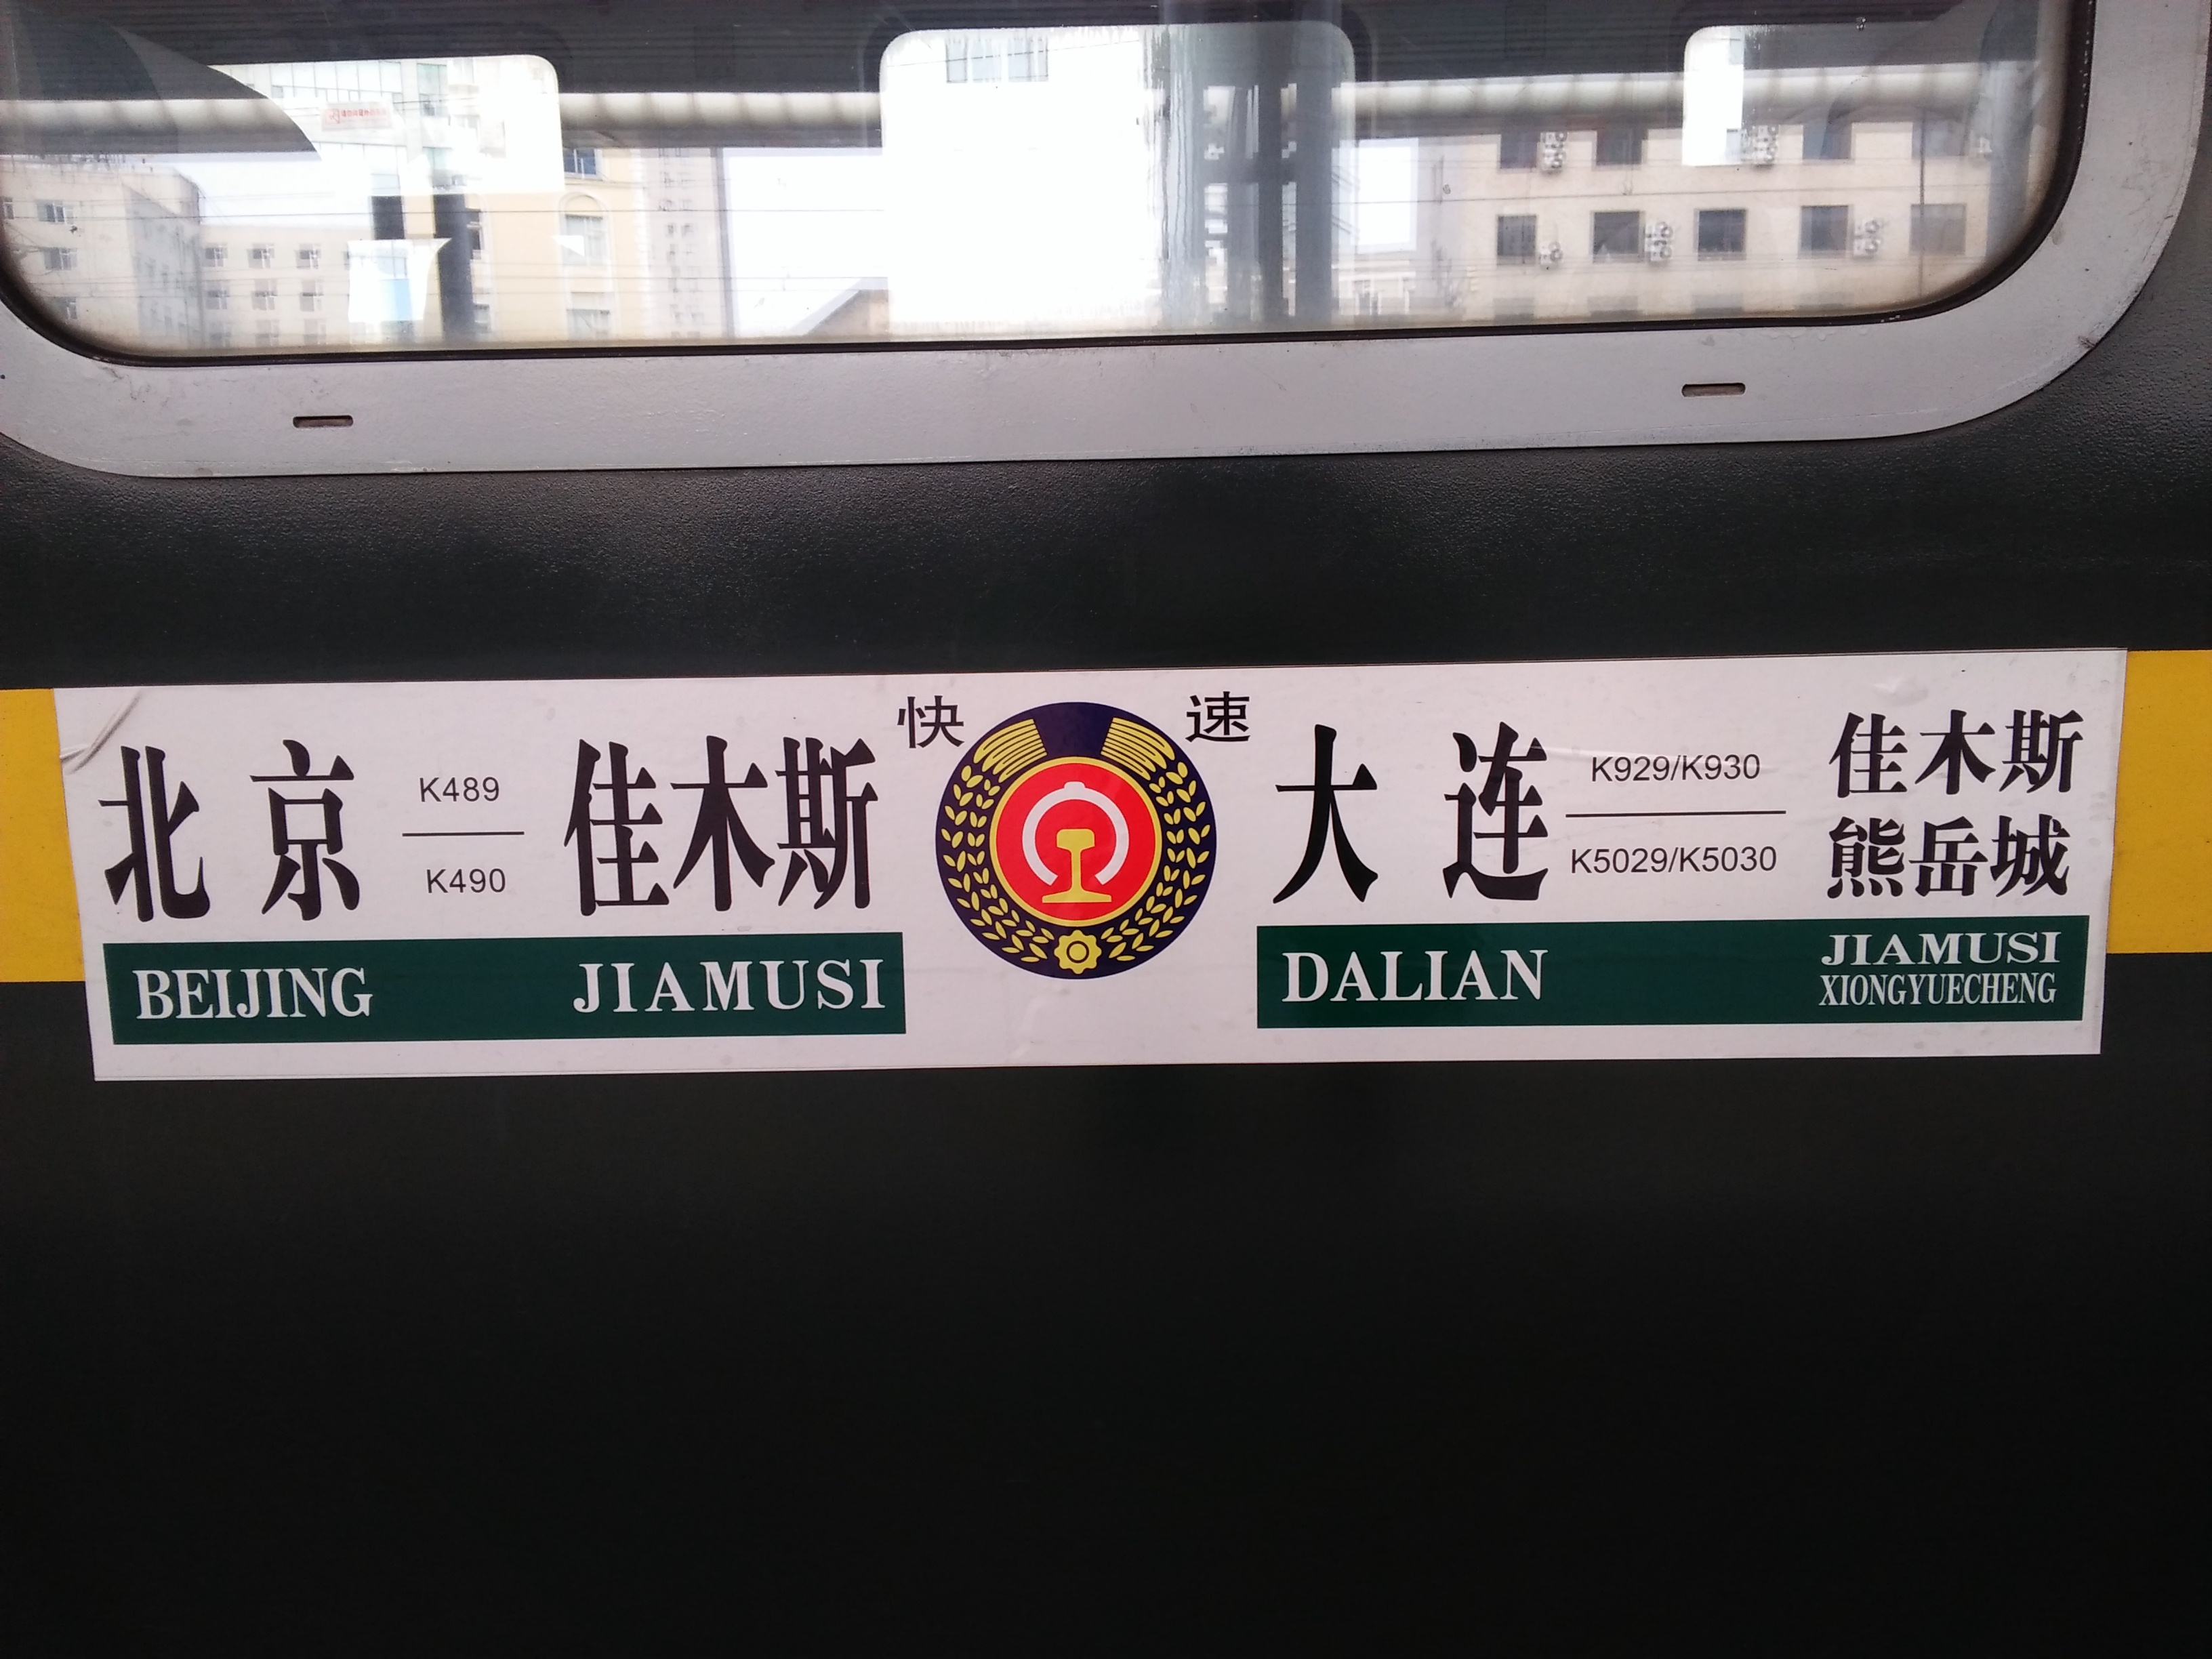 快 速
北京 K489 佳木斯
K490
BEIJING JIAMUSI
大连 K929/K930 佳木斯
K5029/K5030 熊岳城
DALIAN JIAMUSI
XIONGYUECHENG